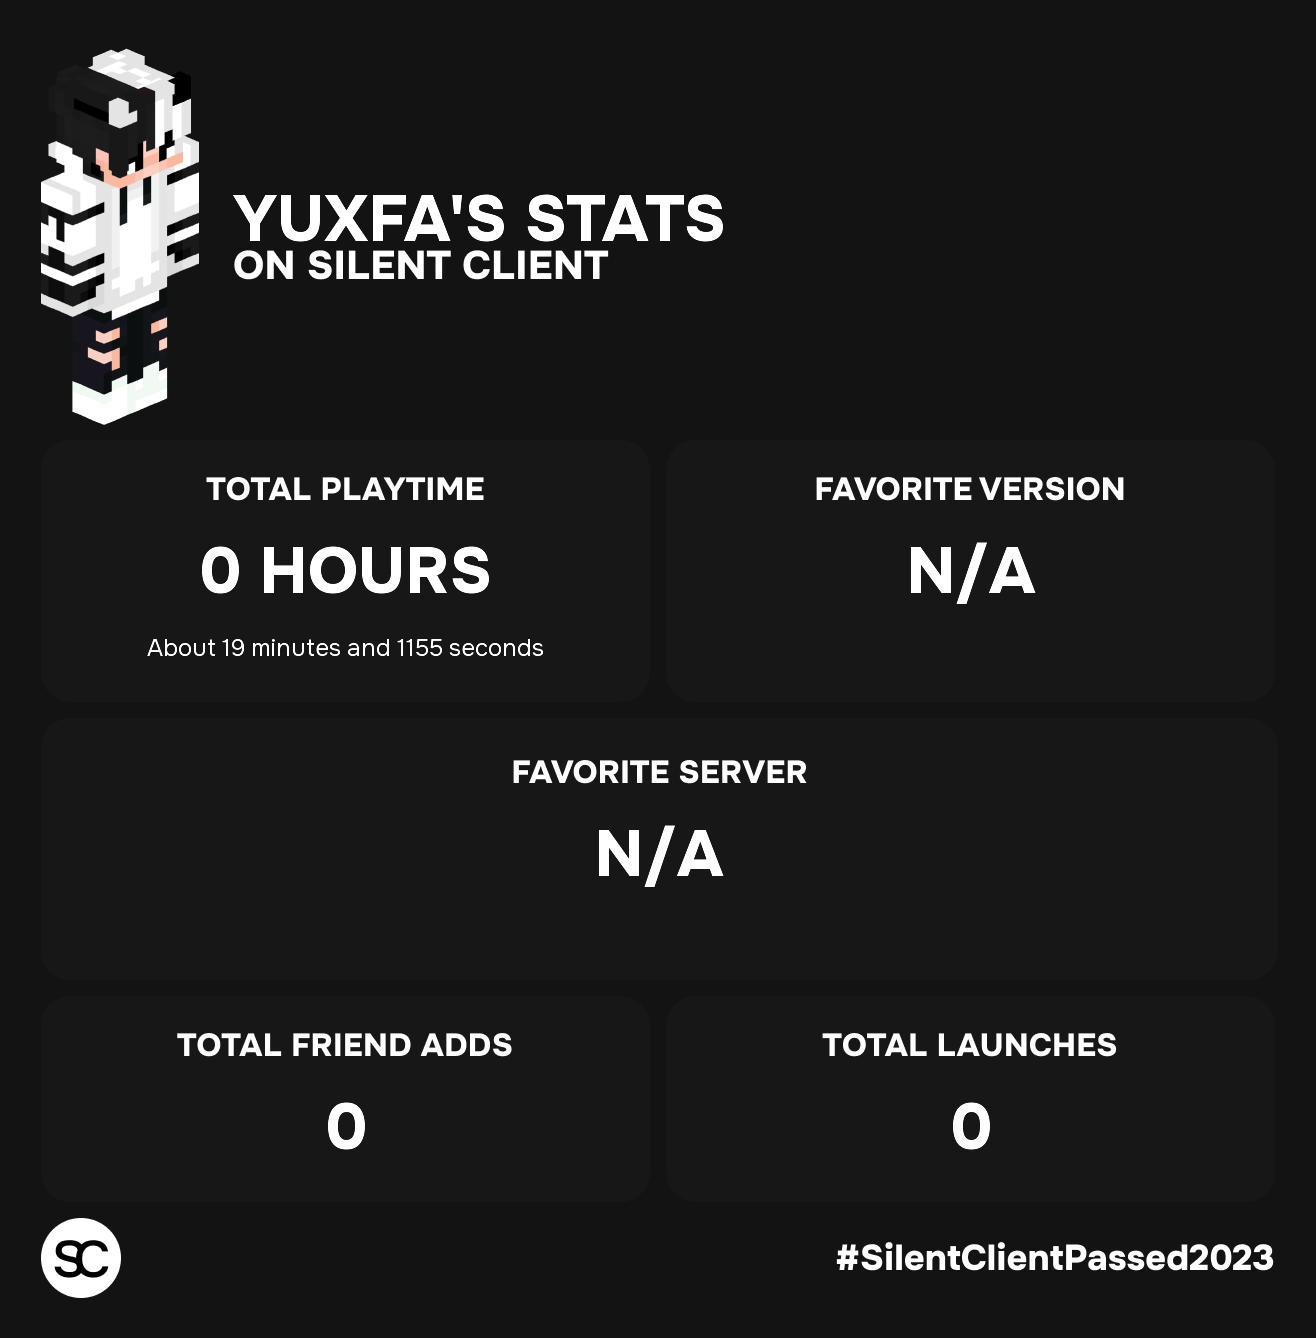 YUXFA'S STATS
ON SILENT CLIENT
TOTAL PLAYTIME
0 HOURS
About 19 minutes and 1155 seconds
FAVORITE VERSION
N/A
FAVORITE SERVER
N/A
TOTAL FRIEND ADDS
0
TOTAL LAUNCHES
0
SC
#SilentClientPassed2023